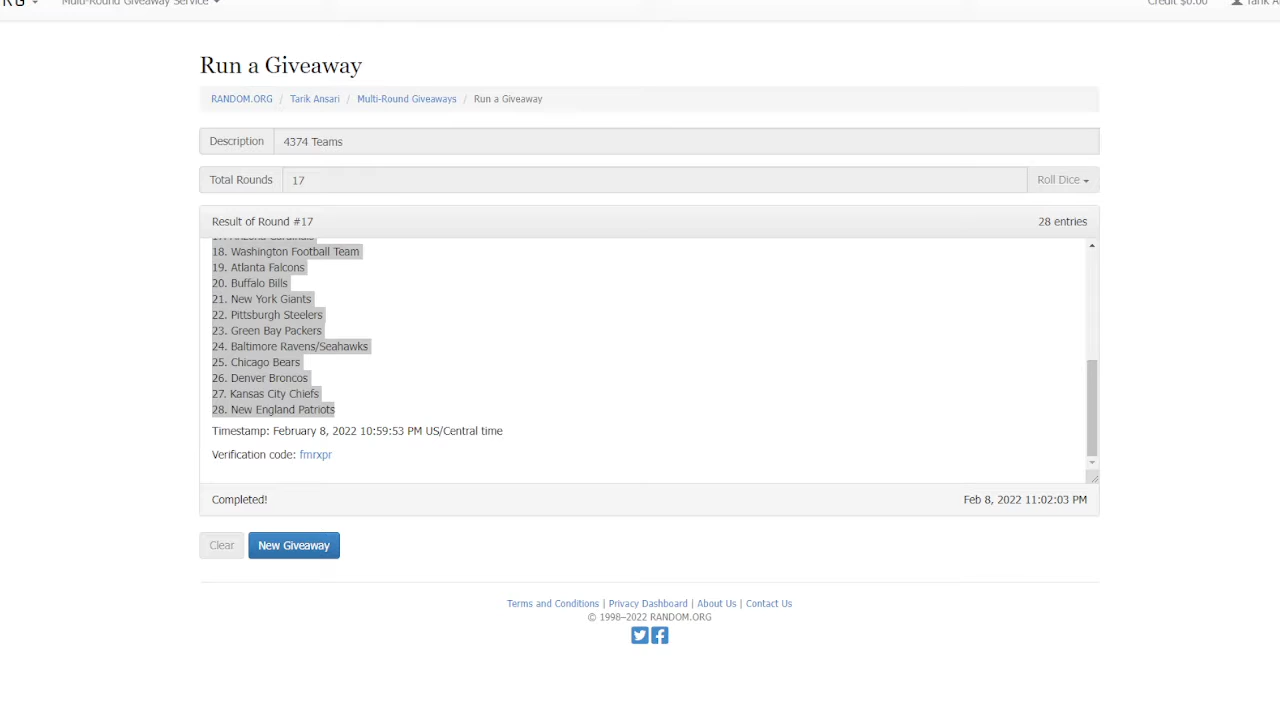 Multi-Round Giveaway Service
Credit $0.00
Tarik
Run a Giveaway
RANDOM.ORG / Tarik Ansari / Multi-Round Giveaways / Run a Giveaway
Description 4374 Teams
Total Rounds 17 Roll Dice
Result of Round #17 28 entries
17. Arizona Cardinals
18. Washington Football Team
19. Atlanta Falcons
20. Buffalo Bills
21. New York Giants
22. Pittsburgh Steelers
23. Green Bay Packers
24. Baltimore Ravens/Seahawks
25. Chicago Bears
26. Denver Broncos
27. Kansas City Chiefs
28. New England Patriots
Timestamp: February 8, 2022 10:59:53 PM US/Central time
Verification code: fmrxpr
Completed! Feb 8, 2022 11:02:03 PM
Clear New Giveaway
Terms and Conditions | Privacy Dashboard | About Us | Contact Us
© 1998–2022 RANDOM.ORG